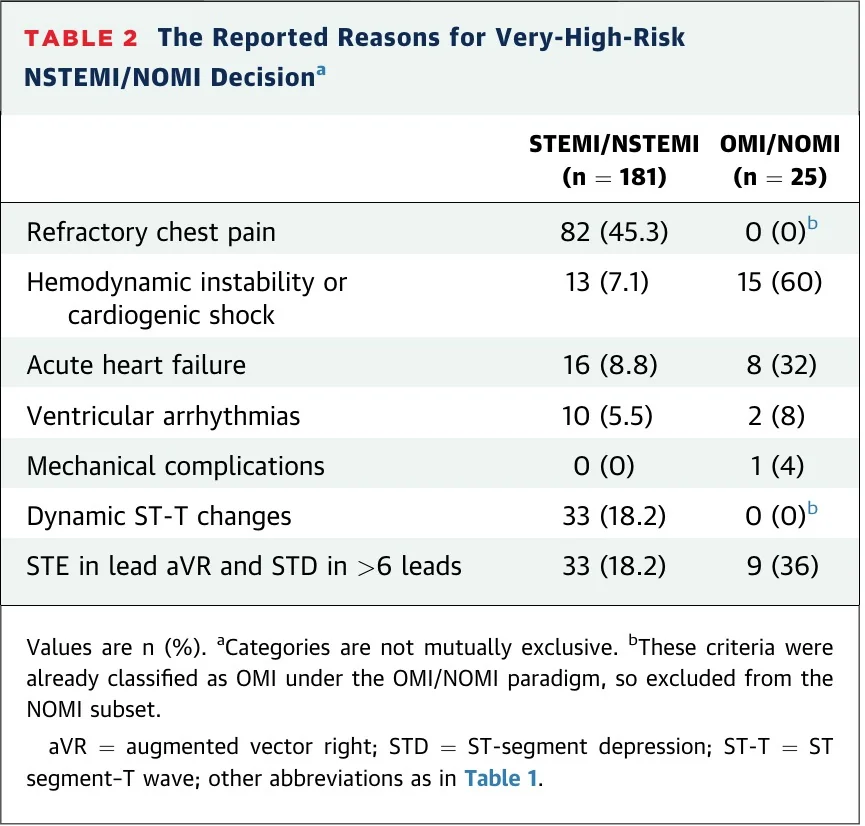 TABLE 2 The Reported Reasons for Very-High-Risk
NSTEMI/NOMI Decisionᵃ
STEMI/NSTEMI OMI/NOMI
(n = 181) (n = 25)
Refractory chest pain 82 (45.3) 0 (0)ᵇ
Hemodynamic instability or 13 (7.1) 15 (60)
cardiogenic shock
Acute heart failure 16 (8.8) 8 (32)
Ventricular arrhythmias 10 (5.5) 2 (8)
Mechanical complications 0 (0) 1 (4)
Dynamic ST-T changes 33 (18.2) 0 (0)ᵇ
STE in lead aVR and STD in >6 leads 33 (18.2) 9 (36)
Values are n (%). ᵃCategories are not mutually exclusive. ᵇThese criteria were
already classified as OMI under the OMI/NOMI paradigm, so excluded from the
NOMI subset.
aVR = augmented vector right; STD = ST-segment depression; ST-T = ST
segment–T wave; other abbreviations as in Table 1.